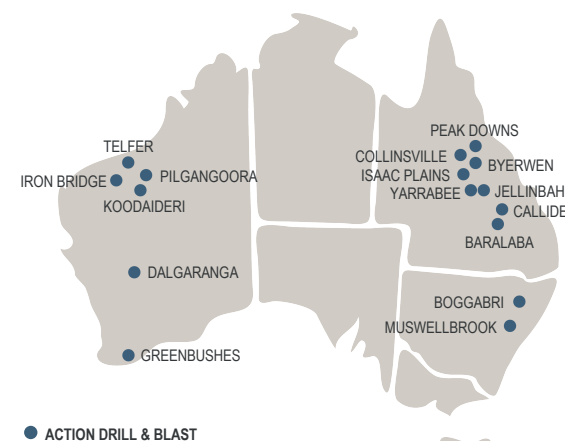 TELFER
IRON BRIDGE
PILGANGOORA
KOODAIDERI
DALGARANGA
GREENBUSHES
PEAK DOWNS
COLLINSVILLE
BYERWEN
ISAAC PLAINS
YARRABEE
JELLINBAH
CALLIDE
BARALABA
BOGGABRI
MUSWELLBROOK
ACTION DRILL & BLAST